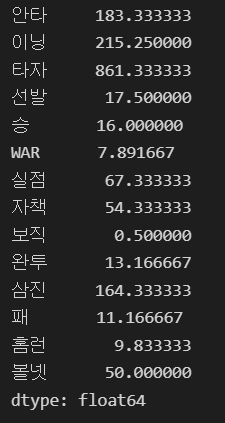 안타 183.333333
이닝 215.250000
타자 861.333333
선발 17.500000
승 16.000000
WAR 7.891667
실점 67.333333
자책 54.333333
보직 0.500000
완투 13.166667
삼진 164.333333
패 11.166667
홈런 9.833333
볼넷 50.000000
dtype: float64